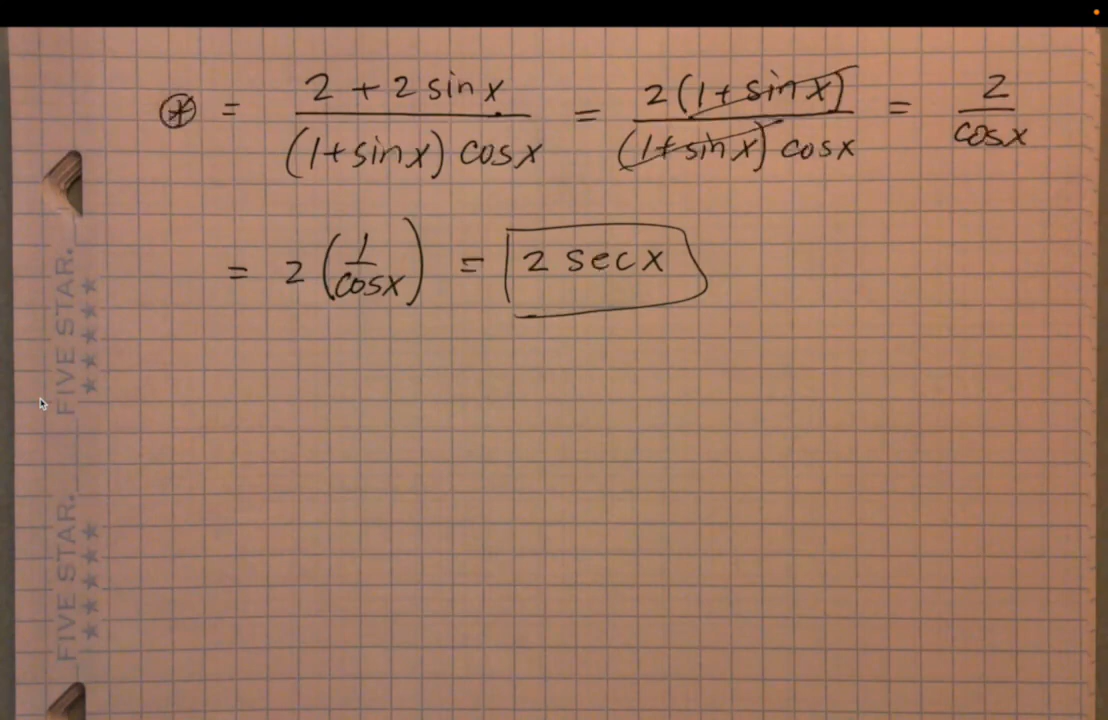 ⊛ = (2 + 2 sin x) / ((1+sin x) cos x) = 2(1+sin x) / ((1+sin x) cos x) = 2 / cos x
= 2 (1 / cos x) = 2 sec x
FIVE STAR. ★★★★★
FIVE STAR. ★★★★★